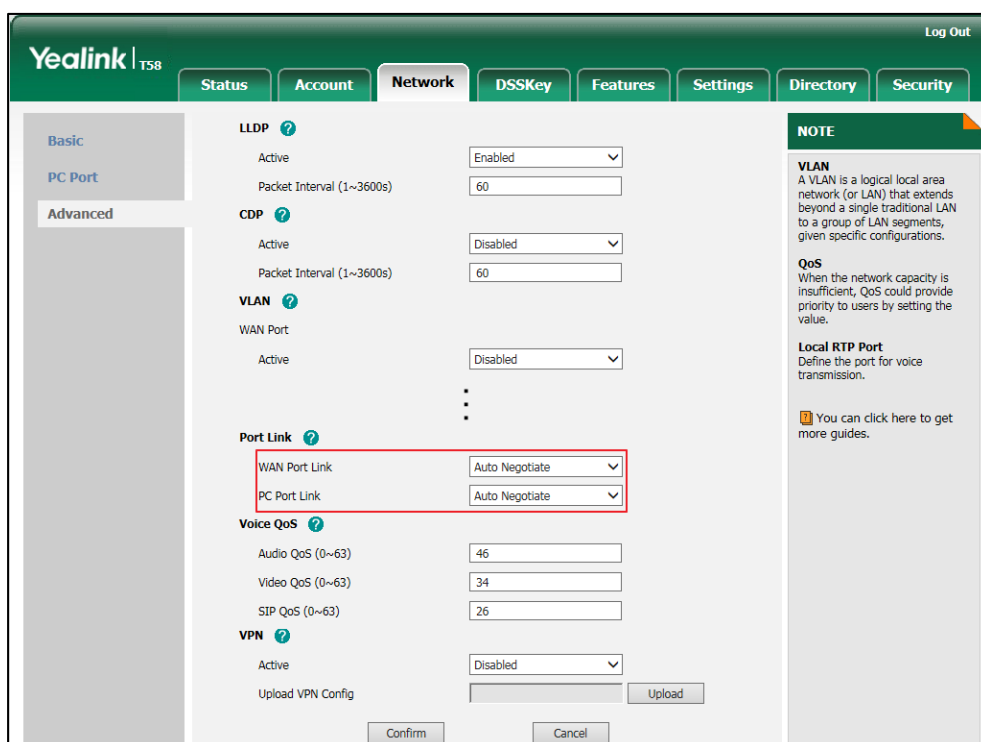 Log Out
Yealink | T58
Status Account Network DSSKey Features Settings Directory Security
Basic
PC Port
Advanced
LLDP ?
Active Enabled
Packet Interval (1~3600s) 60
CDP ?
Active Disabled
Packet Interval (1~3600s) 60
VLAN ?
WAN Port
Active Disabled
Port Link ?
WAN Port Link Auto Negotiate
PC Port Link Auto Negotiate
Voice QoS ?
Audio QoS (0~63) 46
Video QoS (0~63) 34
SIP QoS (0~63) 26
VPN ?
Active Disabled
Upload VPN Config Upload
Confirm Cancel
NOTE
VLAN
A VLAN is a logical local area
network (or LAN) that extends
beyond a single traditional LAN
to a group of LAN segments,
given specific configurations.
QoS
When the network capacity is
insufficient, QoS could provide
priority to users by setting the
value.
Local RTP Port
Define the port for voice
transmission.
? You can click here to get
more guides.